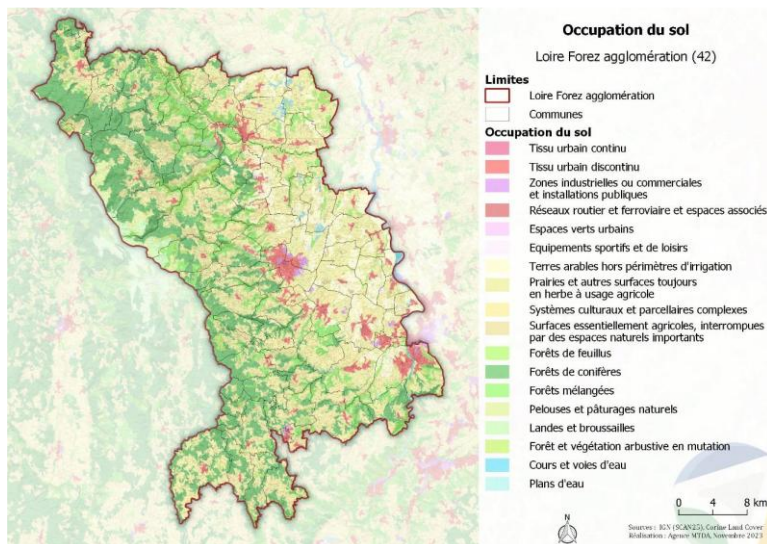 Occupation du sol
Loire Forez agglomération (42)
Limites
Loire Forez agglomération
Communes
Occupation du sol
Tissu urbain continu
Tissu urbain discontinu
Zones industrielles ou commerciales
et installations publiques
Réseaux routier et ferroviaire et espaces associés
Espaces verts urbains
Equipements sportifs et de loisirs
Terres arables hors périmètres d'irrigation
Prairies et autres surfaces toujours
en herbe à usage agricole
Systèmes culturaux et parcellaires complexes
Surfaces essentiellement agricoles, interrompues
par des espaces naturels importants
Forêts de feuillus
Forêts de conifères
Forêts mélangées
Pelouses et pâturages naturels
Landes et broussailles
Forêt et végétation arbustive en mutation
Cours et voies d'eau
Plans d'eau
0 4 8 km
N
Sources : IGN (SCAN25), Corine Land Cover
Réalisation : Agence MTDA, Novembre 2023